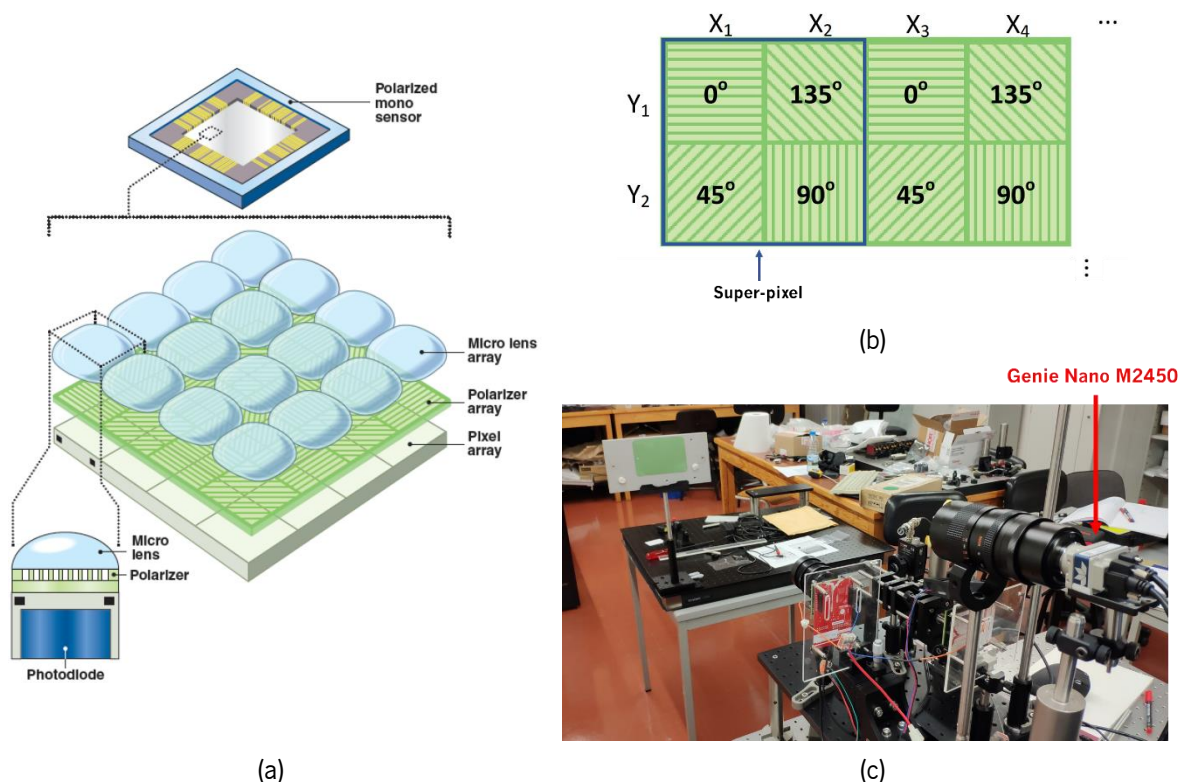 Polarized
mono
sensor
Micro lens
array
Polarizer
array
Pixel
array
Micro
lens
Polarizer
Photodiode
(a)
X₁ X₂ X₃ X₄ ...
Y₁ 0° 135° 0° 135°
Y₂ 45° 90° 45° 90°
⋮
Super-pixel
(b)
Genie Nano M2450
(c)